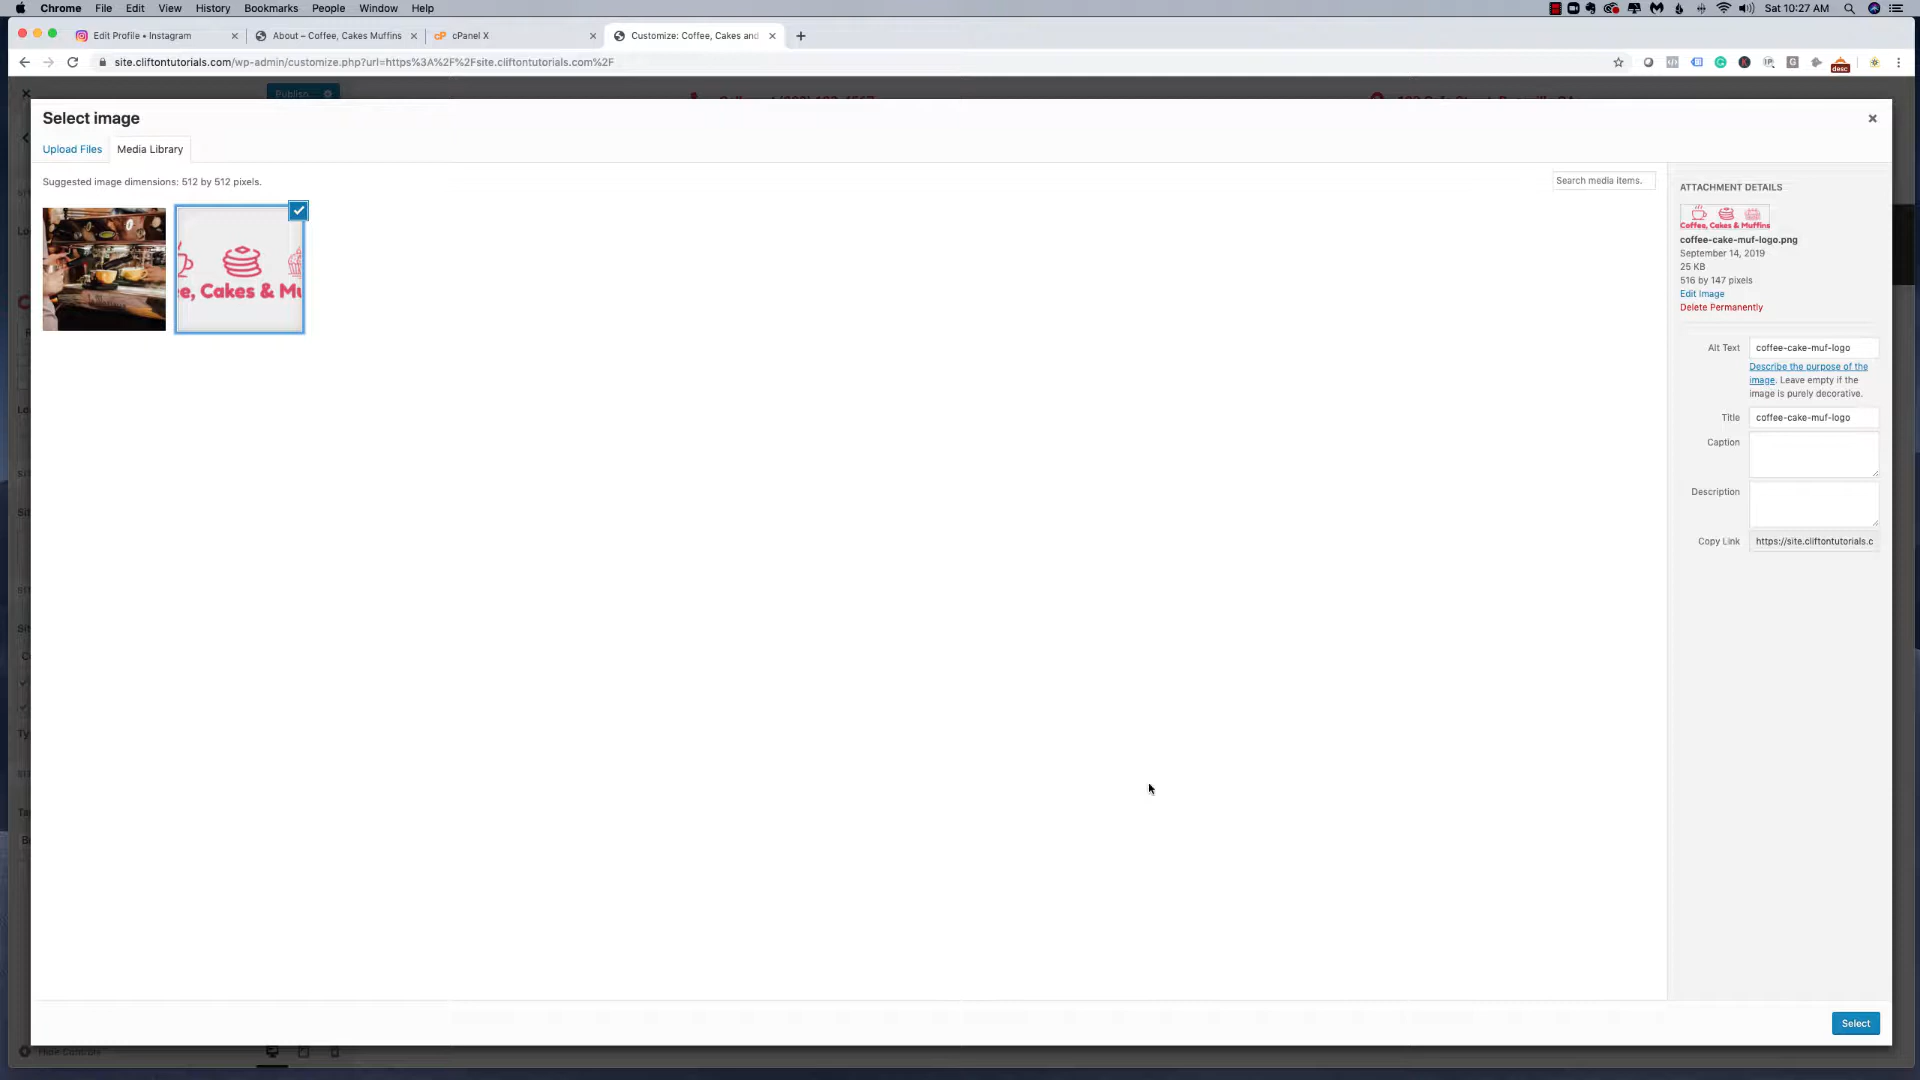 Chrome File Edit View History Bookmarks People Window Help
Sat 10:27 AM
Edit Profile • Instagram
About – Coffee, Cakes Muffins
cPanel X
Customize: Coffee, Cakes and
site.cliftontutorials.com/wp-admin/customize.php?url=https%3A%2F%2Fsite.cliftontutorials.com%2F
desc
Select image
Upload Files
Media Library
Suggested image dimensions: 512 by 512 pixels.
Search media items.
e, Cakes & Mu
ATTACHMENT DETAILS
Coffee, Cakes & Muffins
coffee-cake-muf-logo.png
September 14, 2019
25 KB
516 by 147 pixels
Edit Image
Delete Permanently
Alt Text
coffee-cake-muf-logo
Describe the purpose of the
image. Leave empty if the
image is purely decorative.
Title
coffee-cake-muf-logo
Caption
Description
Copy Link
https://site.cliftontutorials.c
Select
Hide Controls